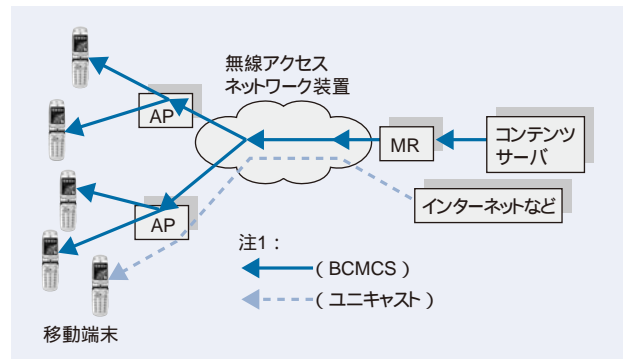 無線アクセス
ネットワーク装置
AP
MR
コンテンツ
サーバ
AP
インターネットなど
注1：
（BCMCS）
（ユニキャスト）
移動端末